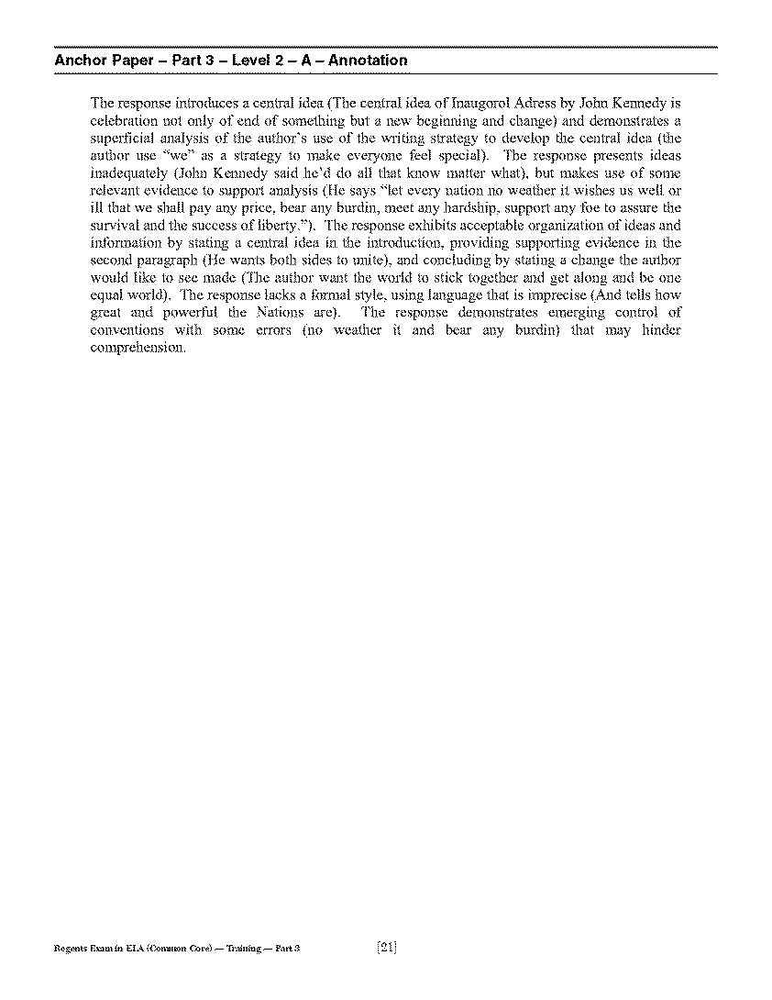 Anchor Paper – Part 3 – Level 2 – A – Annotation
The response introduces a central idea (The central idea of Inaugorol Adress by John Kennedy is
celebration not only of end of something but a new beginning and change) and demonstrates a
superficial analysis of the author's use of the writing strategy to develop the central idea (the
author use “we” as a strategy to make everyone feel special).  The response presents ideas
inadequately (John Kennedy said he'd do all that know matter what), but makes use of some
relevant evidence to support analysis (He says “let every nation no weather it wishes us well or
ill that we shall pay any price, bear any burdin, meet any hardship, support any foe to assure the
survival and the success of liberty.”).  The response exhibits acceptable organization of ideas and
information by stating a central idea in the introduction, providing supporting evidence in the
second paragraph (He wants both sides to unite), and concluding by stating a change the author
would like to see made (The author want the world to stick together and get along and be one
equal world).  The response lacks a formal style, using language that is imprecise (And tells how
great and powerful the Nations are).  The response demonstrates emerging control of
conventions with some errors (no weather it and bear any burdin) that may hinder
comprehension.
Regents Exam in ELA (Common Core) — Training — Part 3 [21]